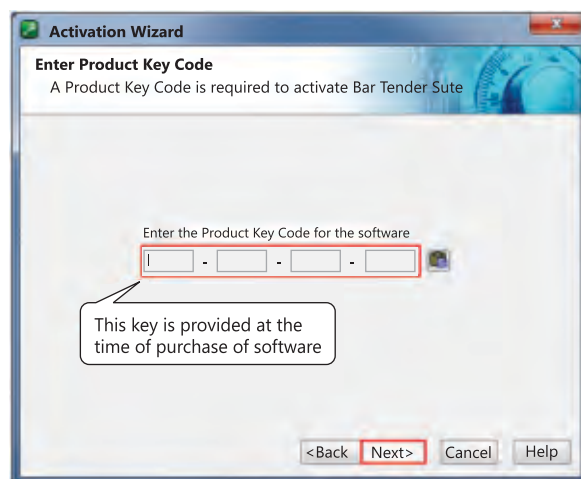 Activation Wizard
Enter Product Key Code
A Product Key Code is required to activate Bar Tender Sute
Enter the Product Key Code for the software
- - -
This key is provided at the
time of purchase of software
<Back Next> Cancel Help